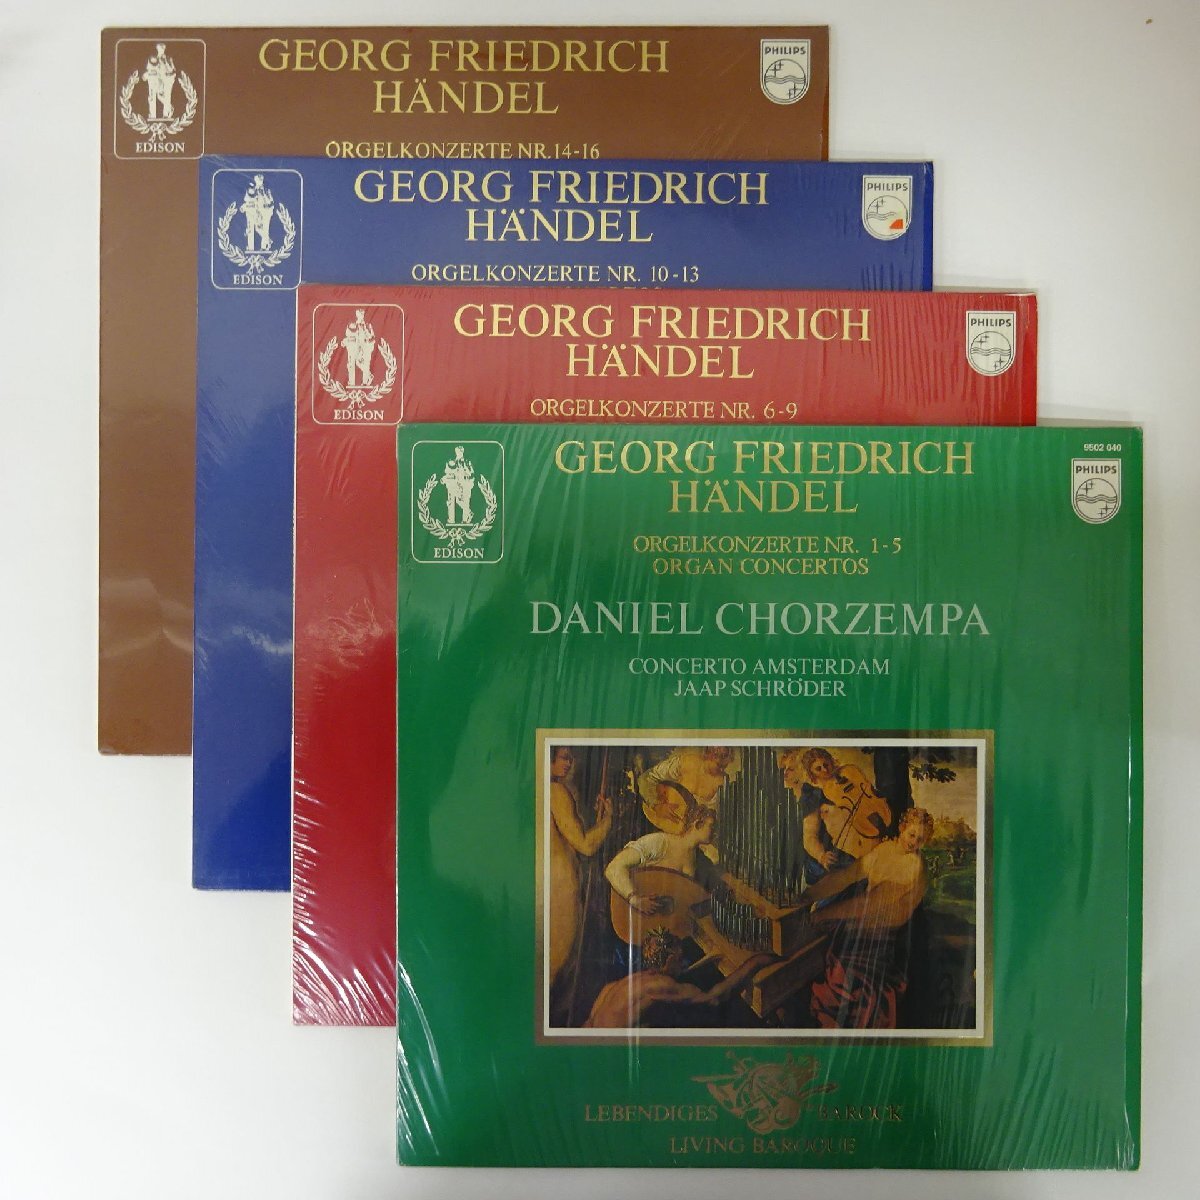 GEORG FRIEDRICH
HÄNDEL
ORGELKONZERTE NR.14-16
EDISON
PHILIPS
GEORG FRIEDRICH
HÄNDEL
ORGELKONZERTE NR. 10-13
EDISON
PHILIPS
GEORG FRIEDRICH
HÄNDEL
ORGELKONZERTE NR. 6-9
EDISON
PHILIPS
9502 040
GEORG FRIEDRICH
HÄNDEL
PHILIPS
EDISON
ORGELKONZERTE NR. 1-5
ORGAN CONCERTOS
DANIEL CHORZEMPA
CONCERTO AMSTERDAM
JAAP SCHRÖDER
LEBENDIGES BAROCK
LIVING BAROQUE